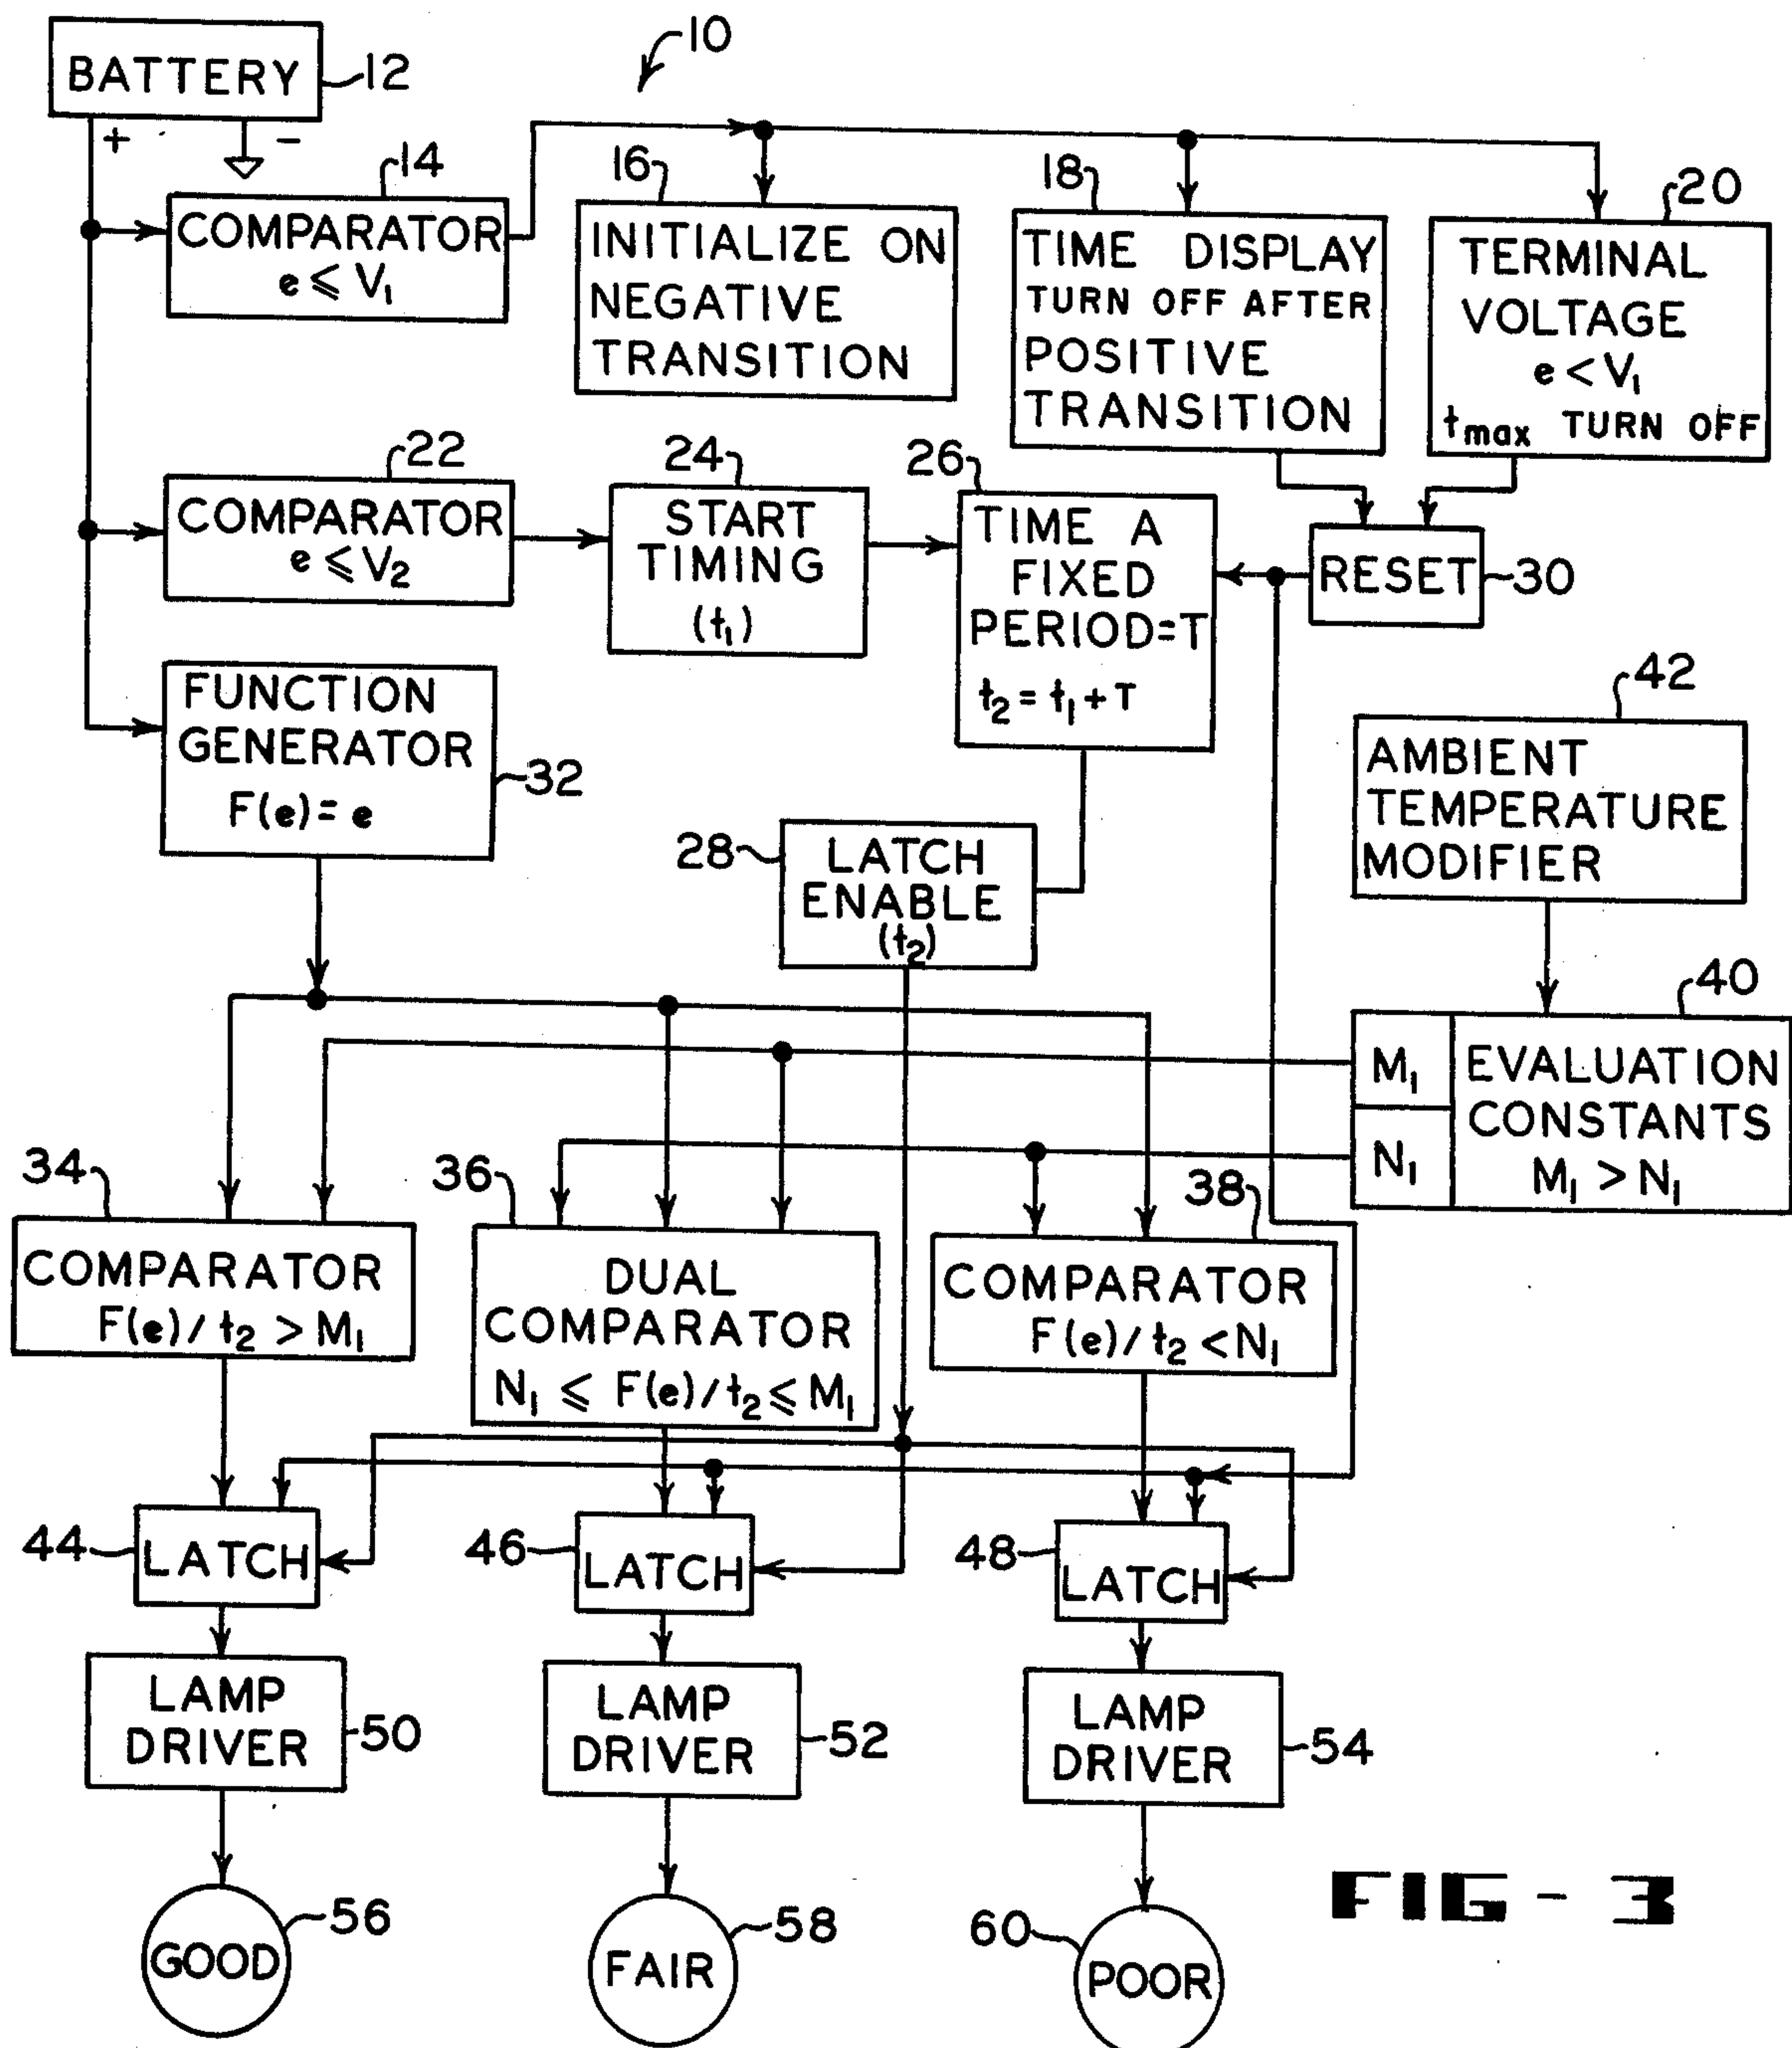 10
BATTERY
12
+
-
14
COMPARATOR
e ⩽ V₁
16
INITIALIZE ON
NEGATIVE
TRANSITION
18
TIME DISPLAY
TURN OFF AFTER
POSITIVE
TRANSITION
20
TERMINAL
VOLTAGE
e < V₁
tmax TURN OFF
22
COMPARATOR
e ⩽ V₂
24
START
TIMING
(t₁)
26
TIME A
FIXED
PERIOD=T
t₂ = t₁ + T
RESET
30
FUNCTION
GENERATOR
F(e) = e
32
28
LATCH
ENABLE
(t₂)
42
AMBIENT
TEMPERATURE
MODIFIER
40
M₁
N₁
EVALUATION
CONSTANTS
M₁ > N₁
34
COMPARATOR
F(e)/t₂ > M₁
36
DUAL
COMPARATOR
N₁ ⩽ F(e)/t₂ ⩽ M₁
38
COMPARATOR
F(e)/t₂ < N₁
44
LATCH
46
LATCH
48
LATCH
LAMP
DRIVER
50
LAMP
DRIVER
52
LAMP
DRIVER
54
GOOD
56
FAIR
58
60
POOR
FIG - 3